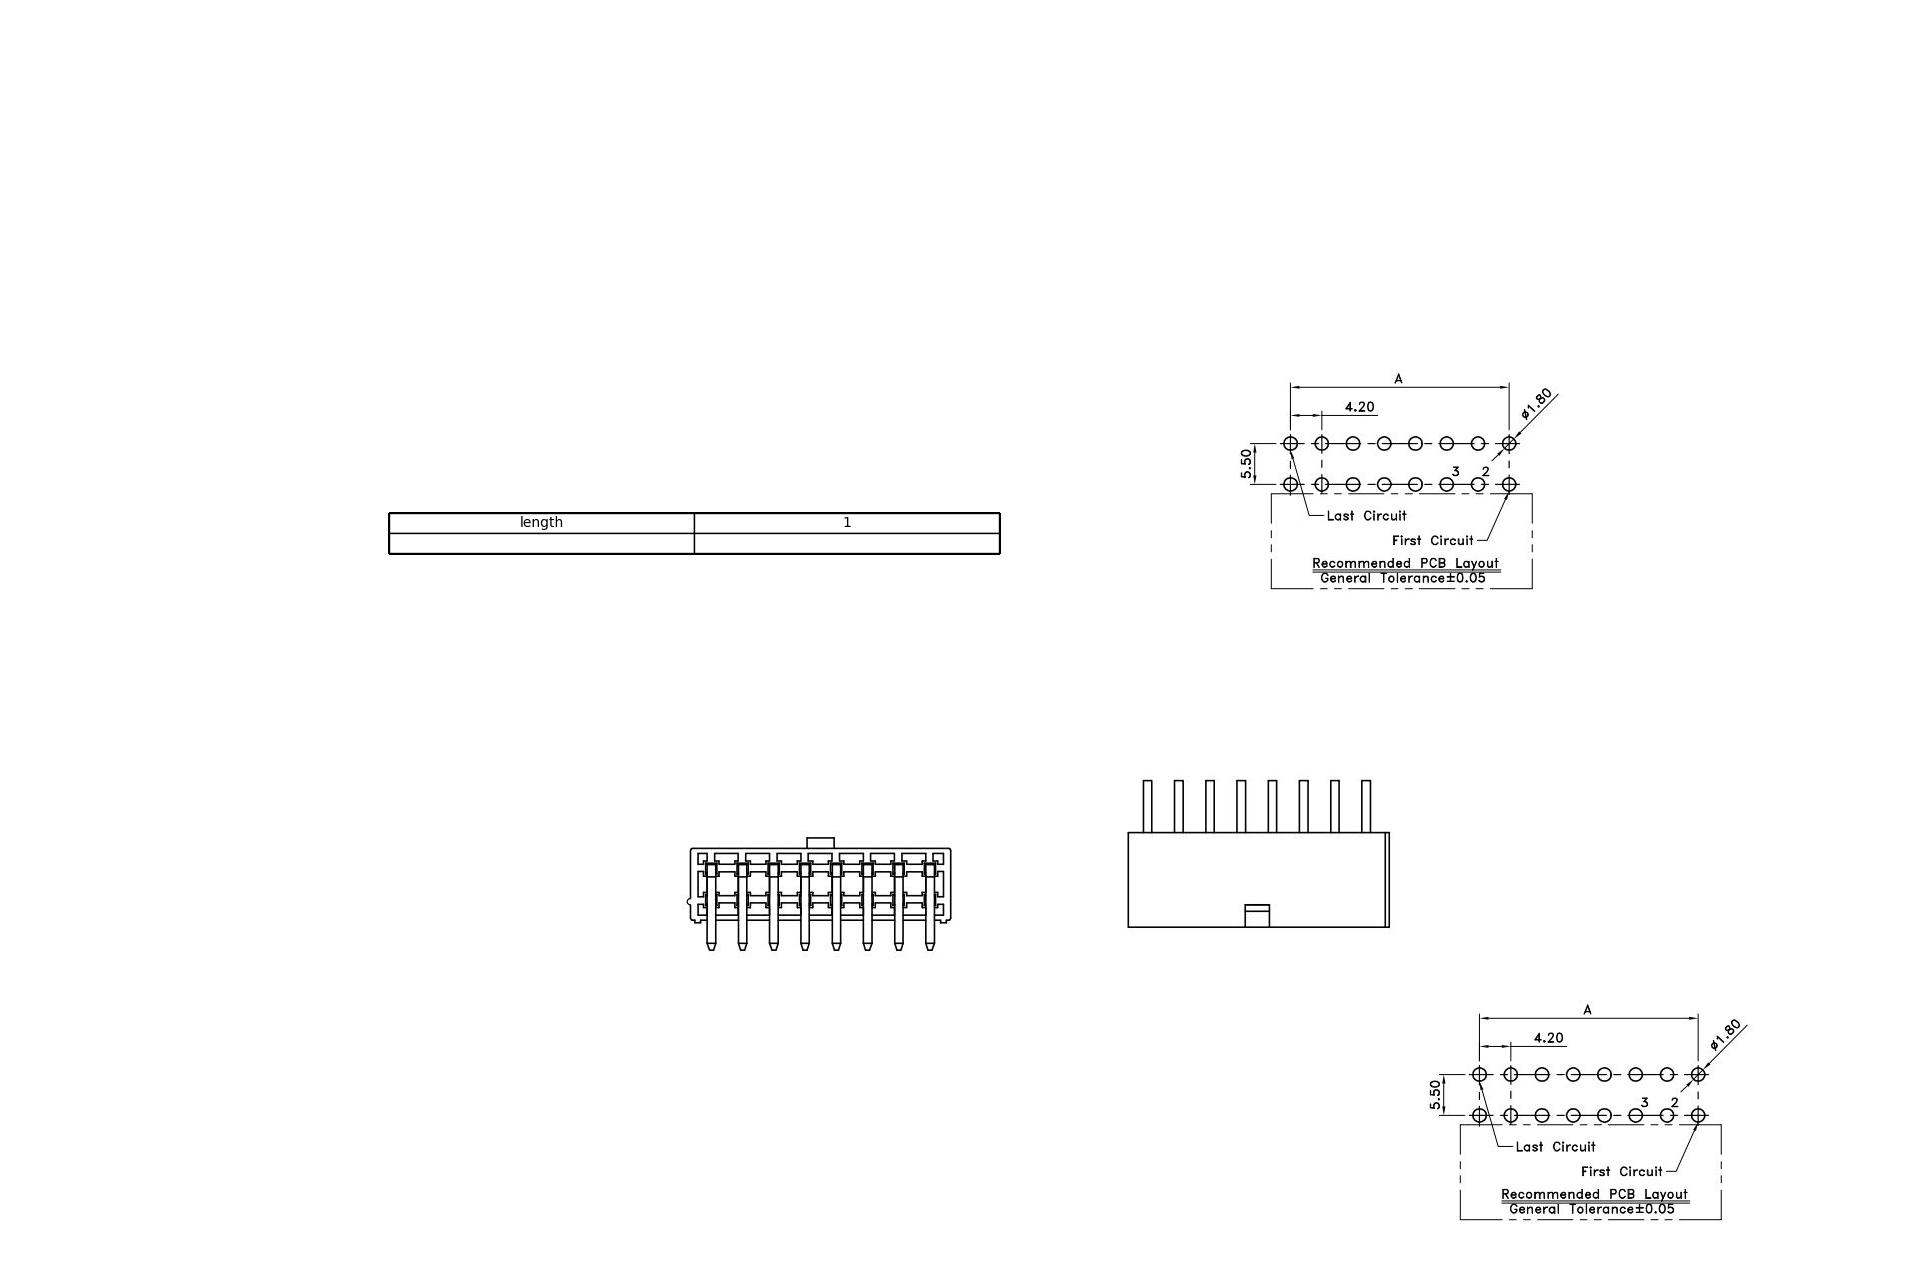 A
4.20
ø1.80
5.50
3 2
Last Circuit
First Circuit
Recommended PCB Layout
General Tolerance±0.05
length 1
A
4.20
ø1.80
5.50
3 2
Last Circuit
First Circuit
Recommended PCB Layout
General Tolerance±0.05